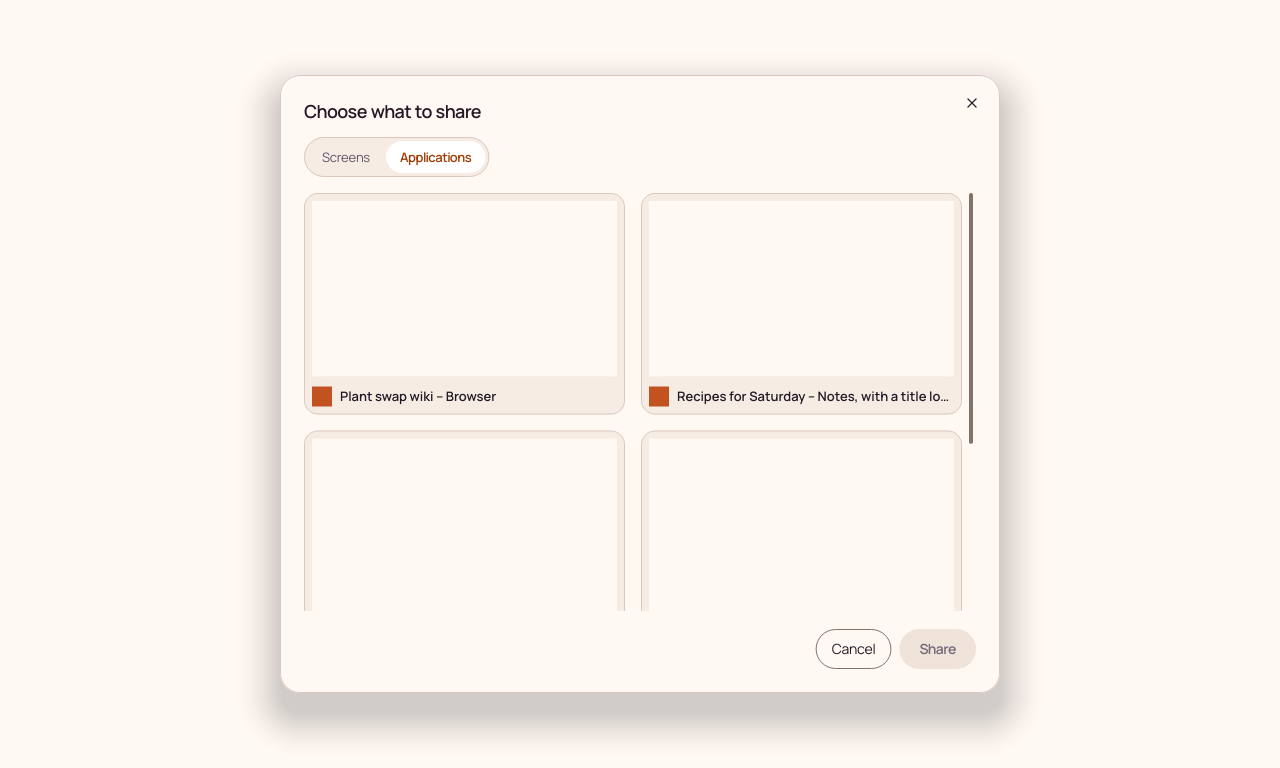 Choose what to share
Screens
Applications
Plant swap wiki – Browser
Recipes for Saturday – Notes, with a title lo…
Cancel
Share